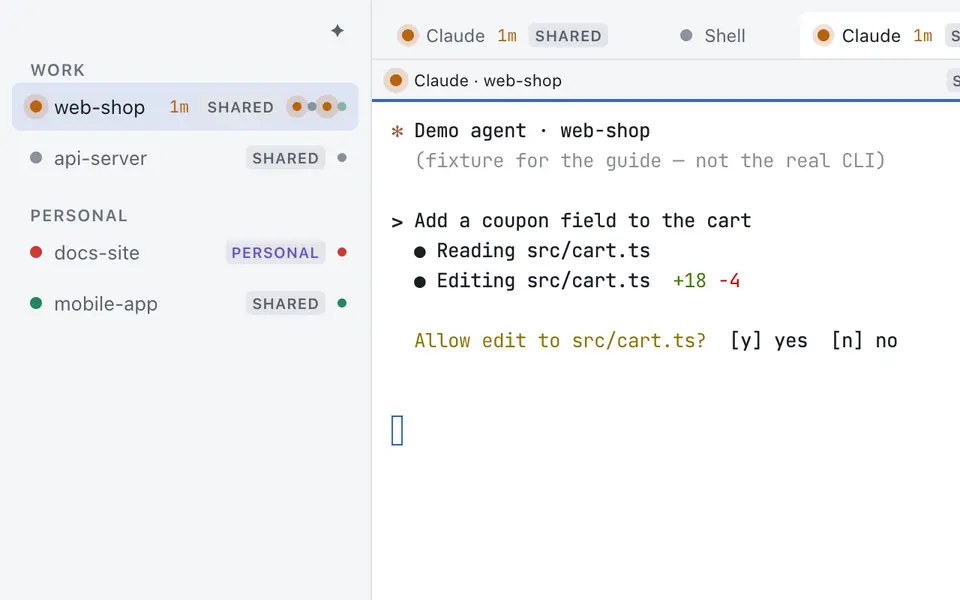 WORK
web-shop 1m SHARED
api-server SHARED
PERSONAL
docs-site PERSONAL
mobile-app SHARED
Claude 1m SHARED Shell Claude 1m S
Claude · web-shop S
* Demo agent · web-shop
(fixture for the guide — not the real CLI)
> Add a coupon field to the cart
● Reading src/cart.ts
● Editing src/cart.ts +18 -4
Allow edit to src/cart.ts? [y] yes [n] no